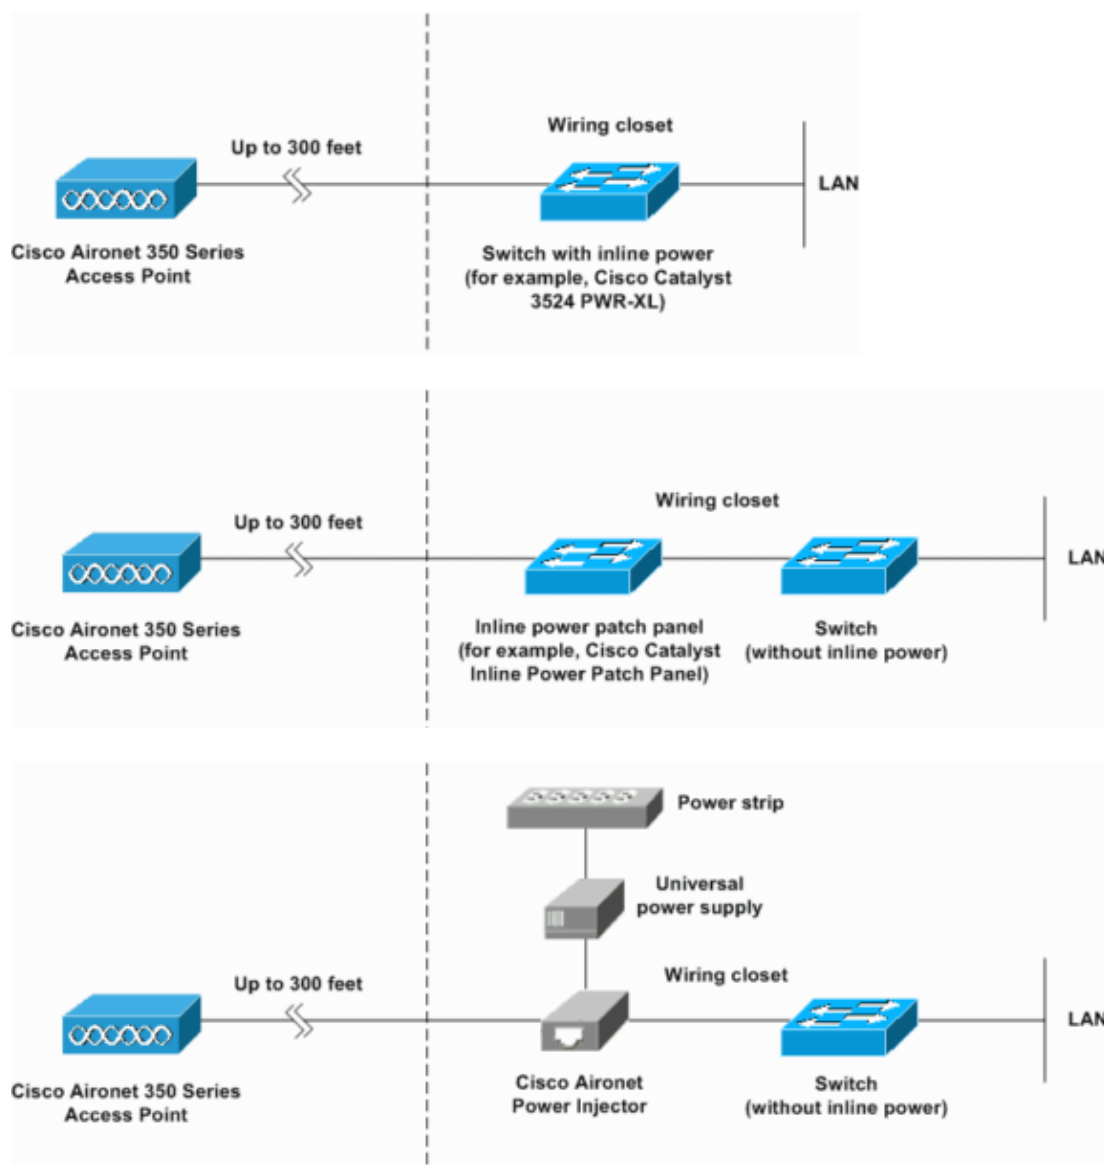 Wiring closet
Up to 300 feet
LAN
Cisco Aironet 350 Series
Access Point
Switch with inline power
(for example, Cisco Catalyst
3524 PWR-XL)
Wiring closet
Up to 300 feet
LAN
Cisco Aironet 350 Series
Access Point
Inline power patch panel
(for example, Cisco Catalyst
Inline Power Patch Panel)
Switch
(without inline power)
Power strip
Universal
power supply
Wiring closet
Up to 300 feet
LAN
Cisco Aironet 350 Series
Access Point
Cisco Aironet
Power Injector
Switch
(without inline power)